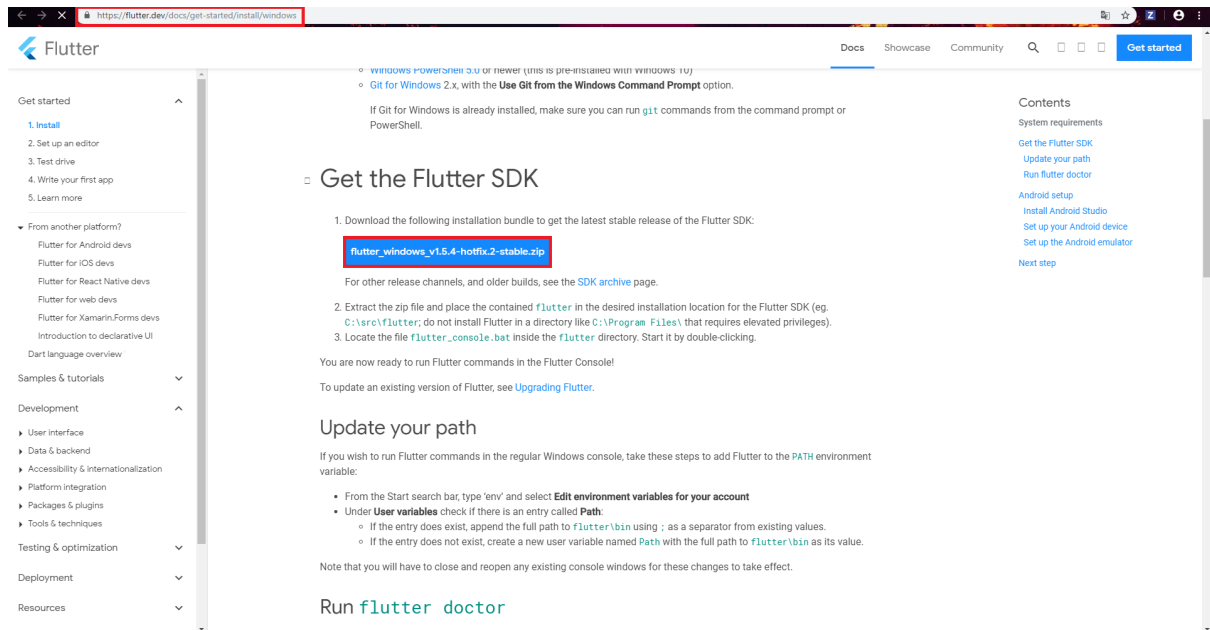 https://flutter.dev/docs/get-started/install/windows
Flutter
Docs
Showcase
Community
Get started
Get started
1. Install
2. Set up an editor
3. Test drive
4. Write your first app
5. Learn more
From another platform?
Flutter for Android devs
Flutter for iOS devs
Flutter for React Native devs
Flutter for web devs
Flutter for Xamarin.Forms devs
Introduction to declarative UI
Dart language overview
Samples & tutorials
Development
User interface
Data & backend
Accessibility & internationalization
Platform integration
Packages & plugins
Tools & techniques
Testing & optimization
Deployment
Resources
Windows PowerShell 5.0 or newer (this is pre-installed with Windows 10)
Git for Windows 2.x, with the Use Git from the Windows Command Prompt option.
If Git for Windows is already installed, make sure you can run git commands from the command prompt or
PowerShell.
Get the Flutter SDK
1. Download the following installation bundle to get the latest stable release of the Flutter SDK:
flutter_windows_v1.5.4-hotfix.2-stable.zip
For other release channels, and older builds, see the SDK archive page.
2. Extract the zip file and place the contained flutter in the desired installation location for the Flutter SDK (eg.
C:\src\flutter; do not install Flutter in a directory like C:\Program Files\ that requires elevated privileges).
3. Locate the file flutter_console.bat inside the flutter directory. Start it by double-clicking.
You are now ready to run Flutter commands in the Flutter Console!
To update an existing version of Flutter, see Upgrading Flutter.
Update your path
If you wish to run Flutter commands in the regular Windows console, take these steps to add Flutter to the PATH environment
variable:
From the Start search bar, type ‘env’ and select Edit environment variables for your account
Under User variables check if there is an entry called Path:
If the entry does exist, append the full path to flutter\bin using ; as a separator from existing values.
If the entry does not exist, create a new user variable named Path with the full path to flutter\bin as its value.
Note that you will have to close and reopen any existing console windows for these changes to take effect.
Run flutter doctor
Contents
System requirements
Get the Flutter SDK
Update your path
Run flutter doctor
Android setup
Install Android Studio
Set up your Android device
Set up the Android emulator
Next step